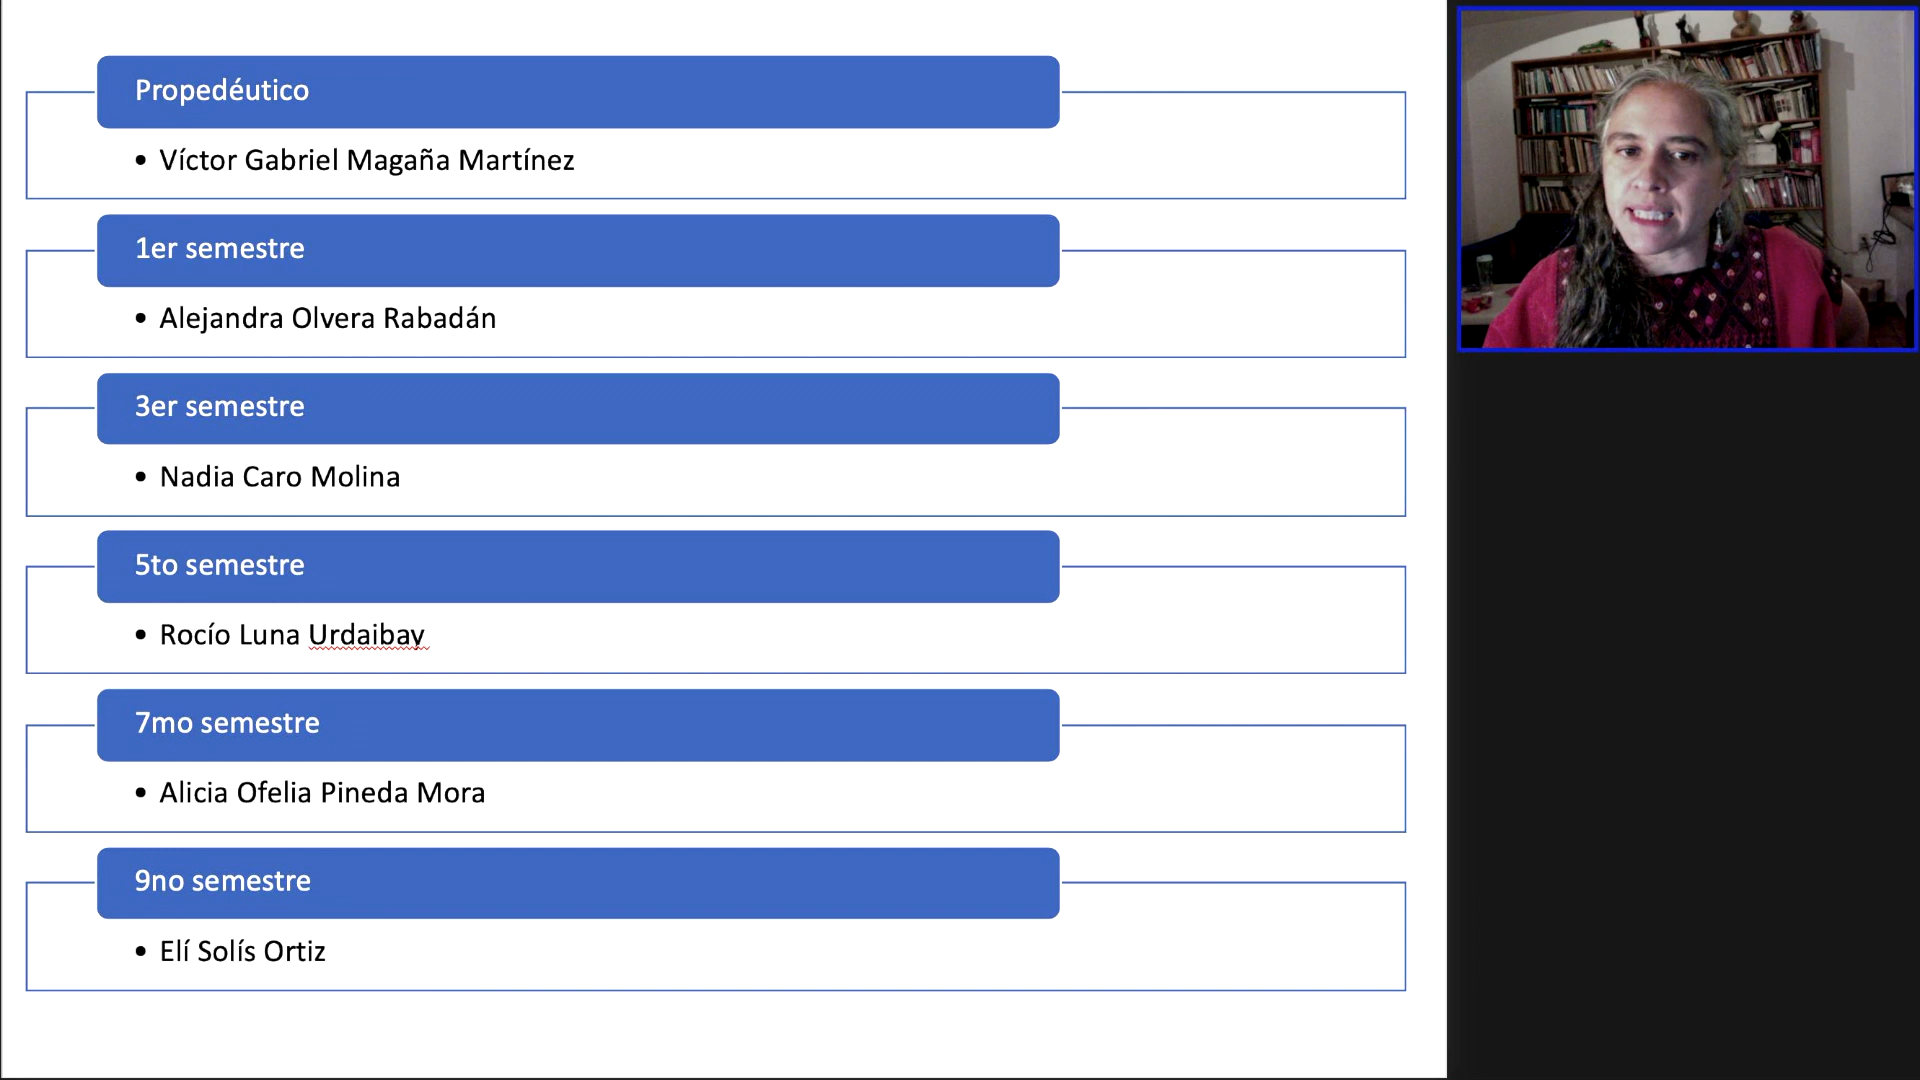 Propedéutico
• Víctor Gabriel Magaña Martínez
1er semestre
• Alejandra Olvera Rabadán
3er semestre
• Nadia Caro Molina
5to semestre
• Rocío Luna Urdaibay
7mo semestre
• Alicia Ofelia Pineda Mora
9no semestre
• Elí Solís Ortiz